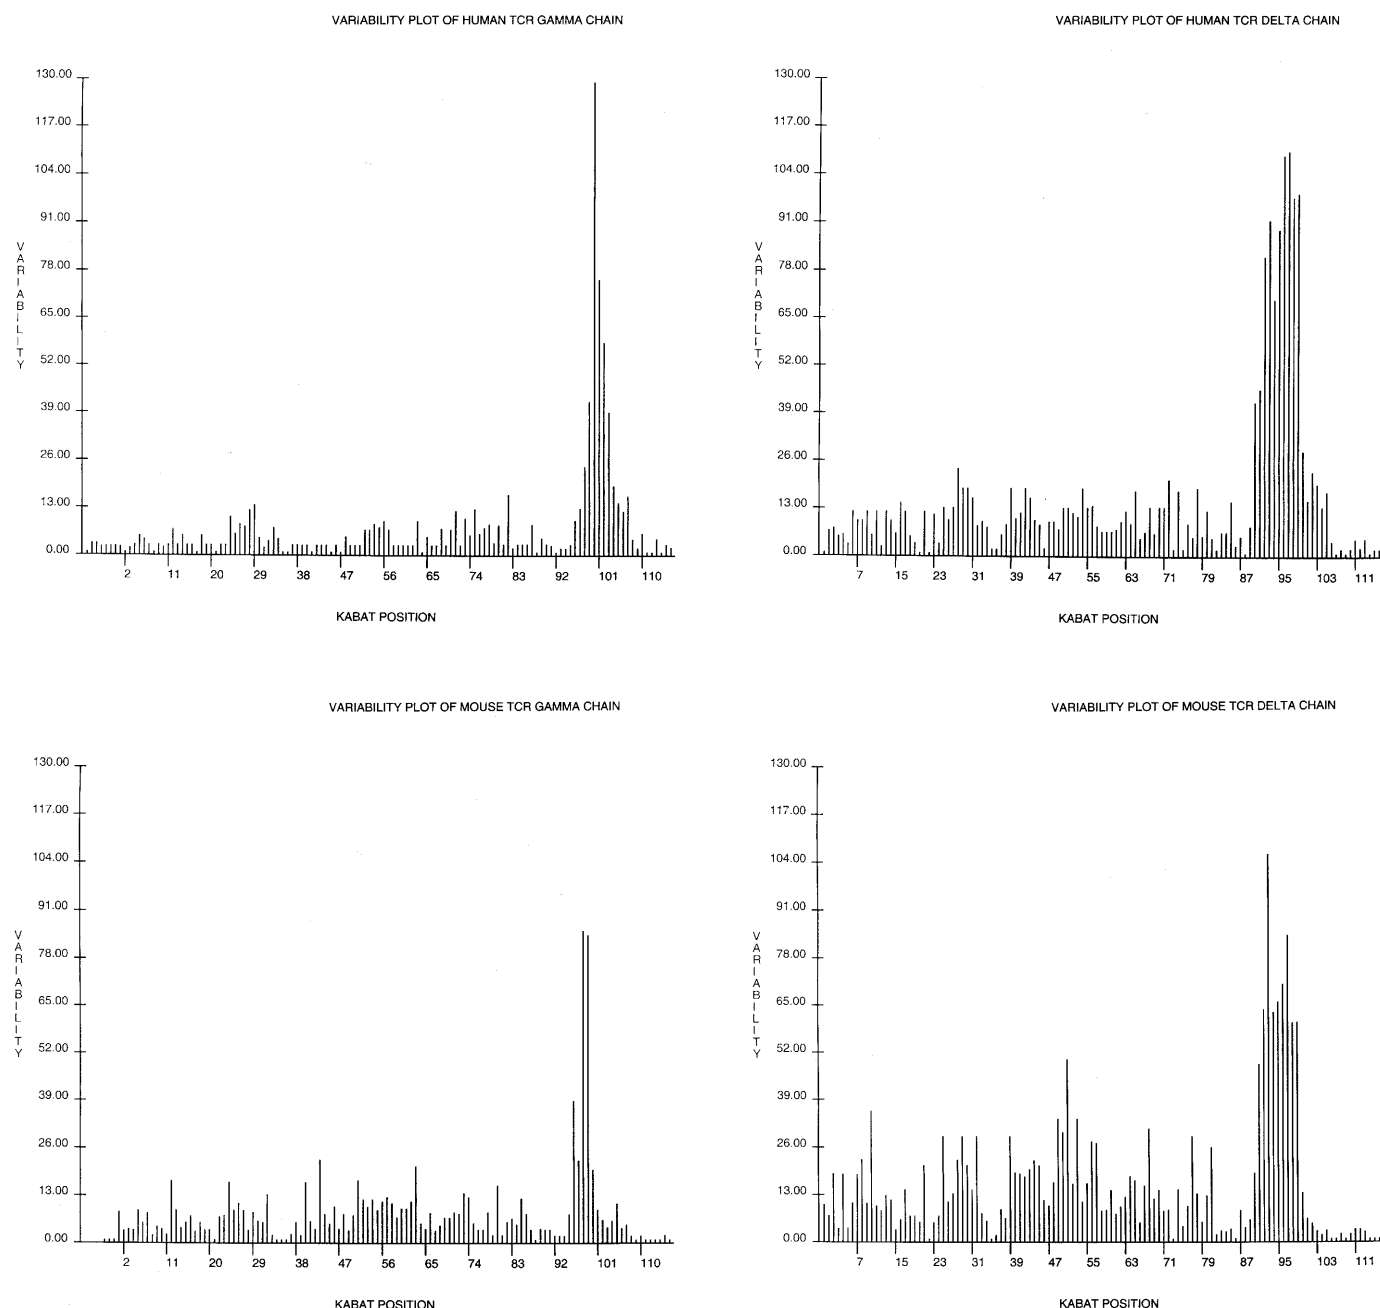 VARIABILITY PLOT OF HUMAN TCR GAMMA CHAIN
130.00
117.00
104.00
91.00
78.00
65.00
52.00
39.00
26.00
13.00
0.00
VARIABILITY
2 11 20 29 38 47 56 65 74 83 92 101 110
KABAT POSITION
VARIABILITY PLOT OF HUMAN TCR DELTA CHAIN
130.00
117.00
104.00
91.00
78.00
65.00
52.00
39.00
26.00
13.00
0.00
VARIABILITY
7 15 23 31 39 47 55 63 71 79 87 95 103 111
KABAT POSITION
VARIABILITY PLOT OF MOUSE TCR GAMMA CHAIN
130.00
117.00
104.00
91.00
78.00
65.00
52.00
39.00
26.00
13.00
0.00
VARIABILITY
2 11 20 29 38 47 56 65 74 83 92 101 110
KABAT POSITION
VARIABILITY PLOT OF MOUSE TCR DELTA CHAIN
130.00
117.00
104.00
91.00
78.00
65.00
52.00
39.00
26.00
13.00
0.00
VARIABILITY
7 15 23 31 39 47 55 63 71 79 87 95 103 111
KABAT POSITION